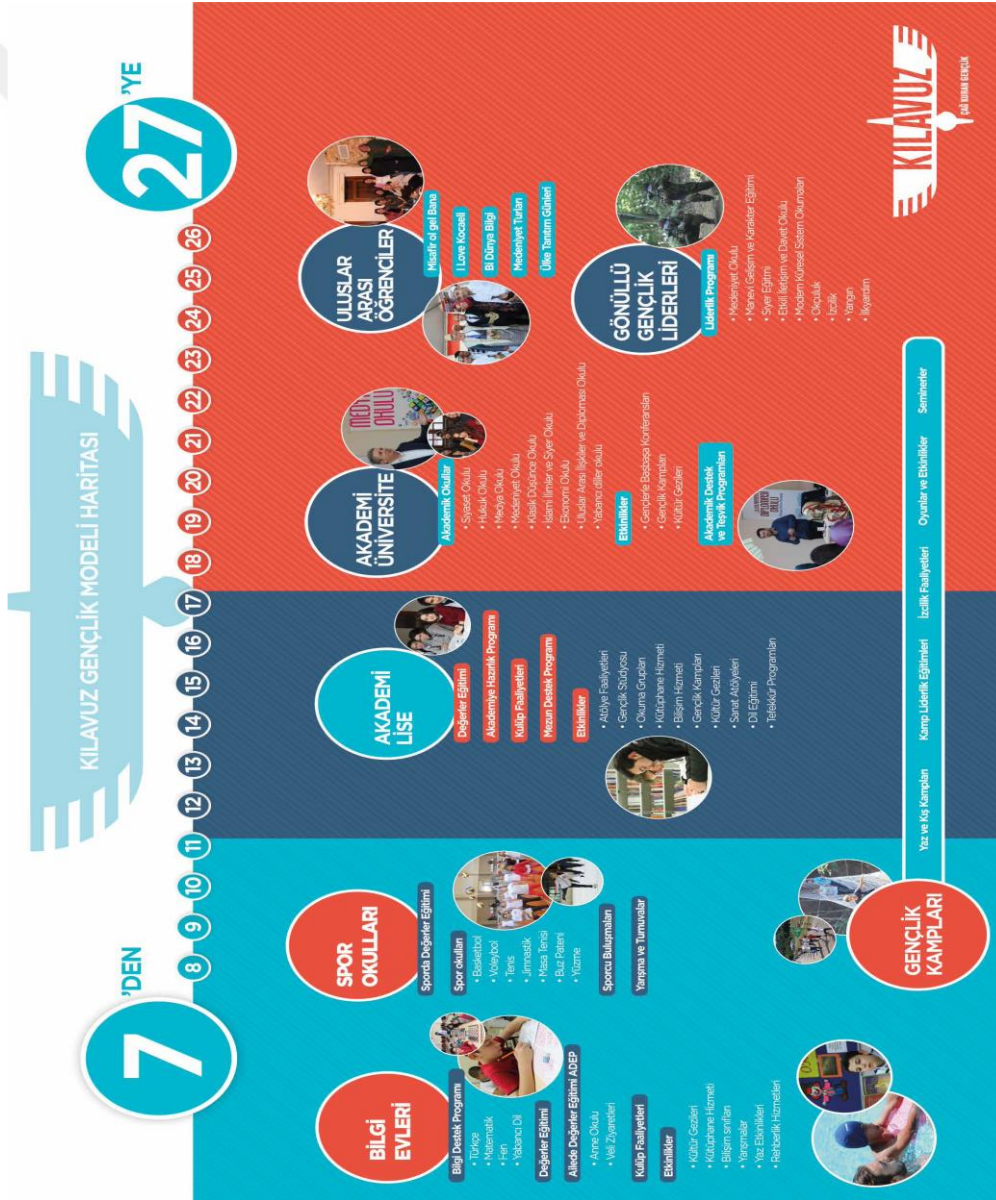 KILAVUZ GENÇLİK MODELİ HARİTASI
7'DEN
8 9 10 11 12 13 14 15 16 17 18 19 20 21 22 23 24 25 26
27'YE
BİLGİ
EVLERİ
Bilgi Destek Programı
• Türkçe
• Matematik
• Fen
• Yabancı Dil
Değerler Eğitimi
Ailede Değerler Eğitimi ADEP
• Anne Okulu
• Veli Ziyaretleri
Kulüp Faaliyetleri
Etkinlikler
• Kültür Gezileri
• Kütüphane Hizmeti
• Bilişim sınıfları
• Yarışmalar
• Yaz Etkinlikleri
• Rehberlik Hizmetleri
SPOR
OKULLARI
Sporda Değerler Eğitimi
Spor okulları
• Basketbol
• Voleybol
• Tenis
• Jimnastik
• Masa Tenisi
• Buz Pateni
• Yüzme
Sporcu Buluşmaları
Yarışma ve Turnuvalar
AKADEMİ
LİSE
Değerler Eğitimi
Akademiye Hazırlık Programı
Kulüp Faaliyetleri
Mezun Destek Programı
Etkinlikler
• Atölye Faaliyetleri
• Gençlik Stüdyosu
• Okuma Grupları
• Kütüphane Hizmeti
• Bilişim Hizmeti
• Gençlik Kampları
• Kültür Gezileri
• Sanat Atölyeleri
• Dil Eğitimi
• Tefekkür Programları
AKADEMİ
ÜNİVERSİTE
MEDYA
OKULU
Akademik Okullar
• Siyaset Okulu
• Hukuk Okulu
• Medya Okulu
• Medeniyet Okulu
• Klasik Düşünce Okulu
• İslami İlimler ve Siyer Okulu
• Ekonomi Okulu
• Uluslar Arası İlişkiler ve Diploması Okulu
• Yabancı diller okulu
Etkinlikler
• Gençlerle Başbaşa Konferansları
• Gençlik Kampları
• Kültür Gezileri
Akademik Destek
ve Teşvik Programları
DİPLOMASİ
OKULU
ULUSLAR
ARASI
ÖĞRENCİLER
Misafir ol gel Bana
I Love Kocaeli
Bi Dünya Bilgi
Medeniyet Turları
Ülke Tanıtım Günleri
GÖNÜLLÜ
GENÇLİK
LİDERLERİ
Liderlik Programı
• Medeniyet Okulu
• Manevi Gelişim ve Karakter Eğitimi
• Siyer Eğitimi
• Etkili İletişim ve Davet Okulu
• Modern Küresel Sistem Okumaları
• Okçuluk
• İzcilik
• Yangın
• İlkyardım
GENÇLİK
KAMPLARI
Yaz ve Kış Kampları Kamp Liderlik Eğitimleri İzcilik Faaliyetleri Oyunlar ve Etkinlikler Seminerler
KILAVUZ
ÇAĞ KURAN GENÇLİK